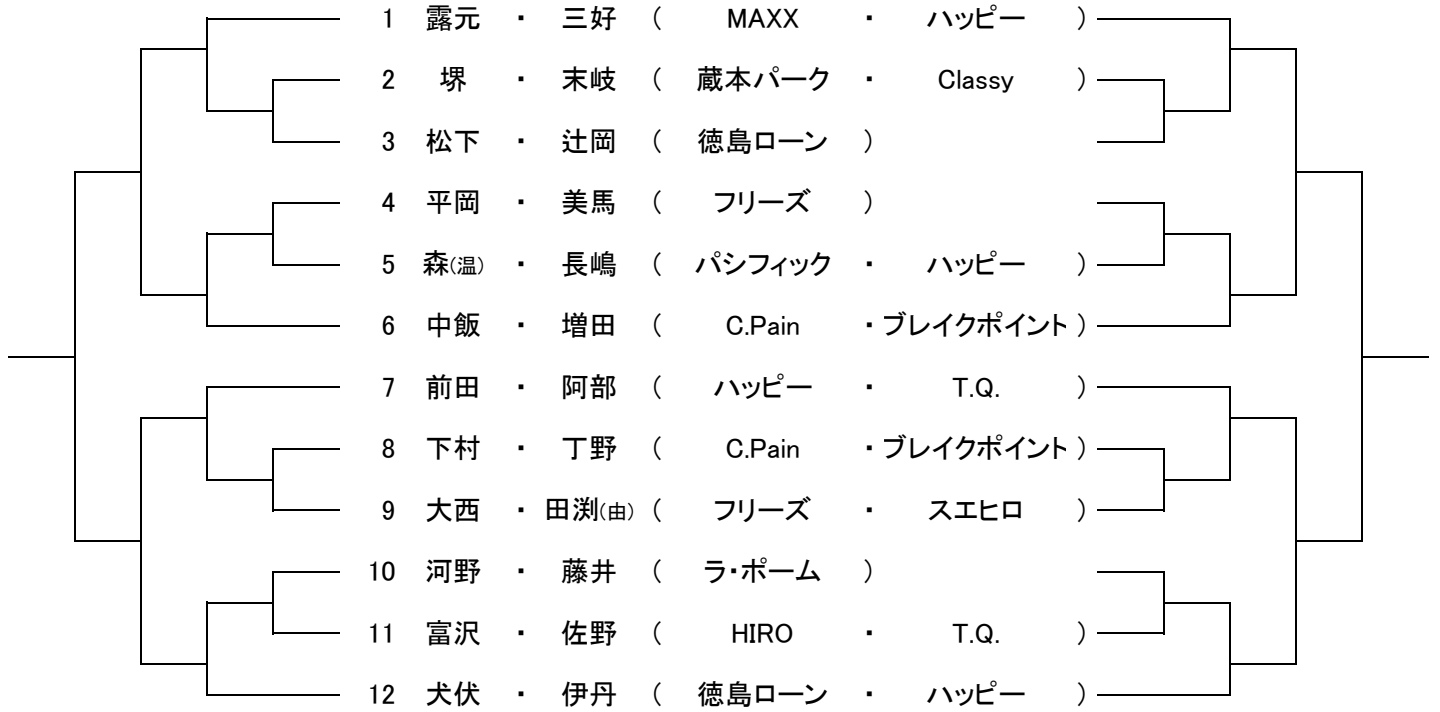 1 露元 ・ 三好 ( MAXX ・ ハッピー )
2 堺 ・ 末岐 ( 蔵本パーク ・ Classy )
3 松下 ・ 辻岡 ( 徳島ローン )
4 平岡 ・ 美馬 ( フリーズ )
5 森(温) ・ 長嶋 ( パシフィック ・ ハッピー )
6 中飯 ・ 増田 ( C.Pain ・ブレイクポイント )
7 前田 ・ 阿部 ( ハッピー ・ T.Q. )
8 下村 ・ 丁野 ( C.Pain ・ブレイクポイント )
9 大西 ・ 田渕(由) ( フリーズ ・ スエヒロ )
10 河野 ・ 藤井 ( ラ・ポーム )
11 富沢 ・ 佐野 ( HIRO ・ T.Q. )
12 犬伏 ・ 伊丹 ( 徳島ローン ・ ハッピー )